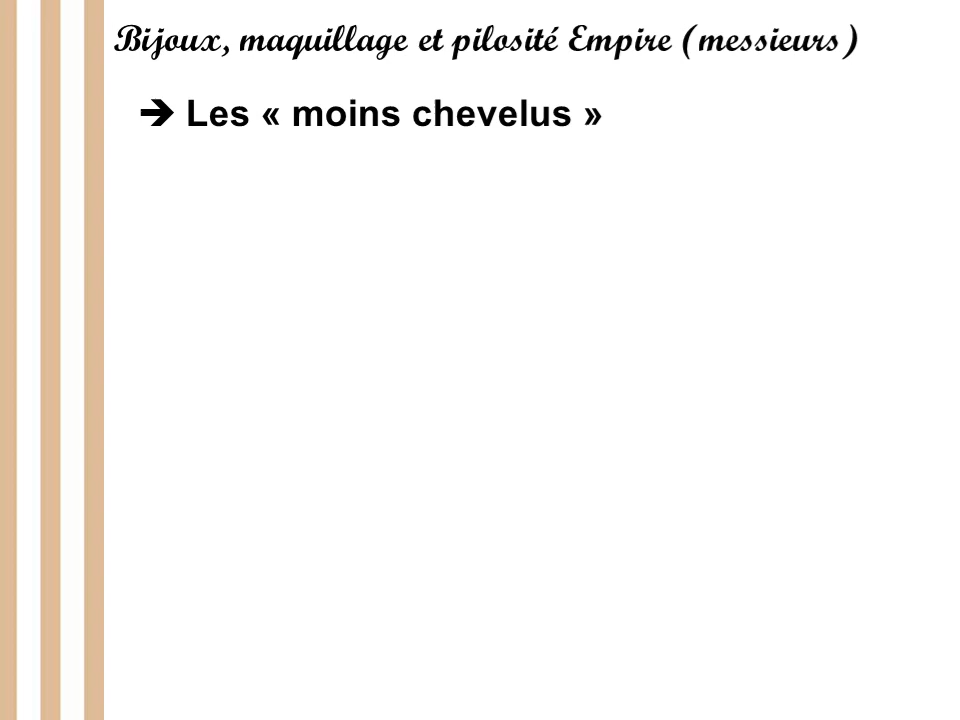 Bijoux, maquillage et pilosité Empire (messieurs)
➔ Les « moins chevelus »